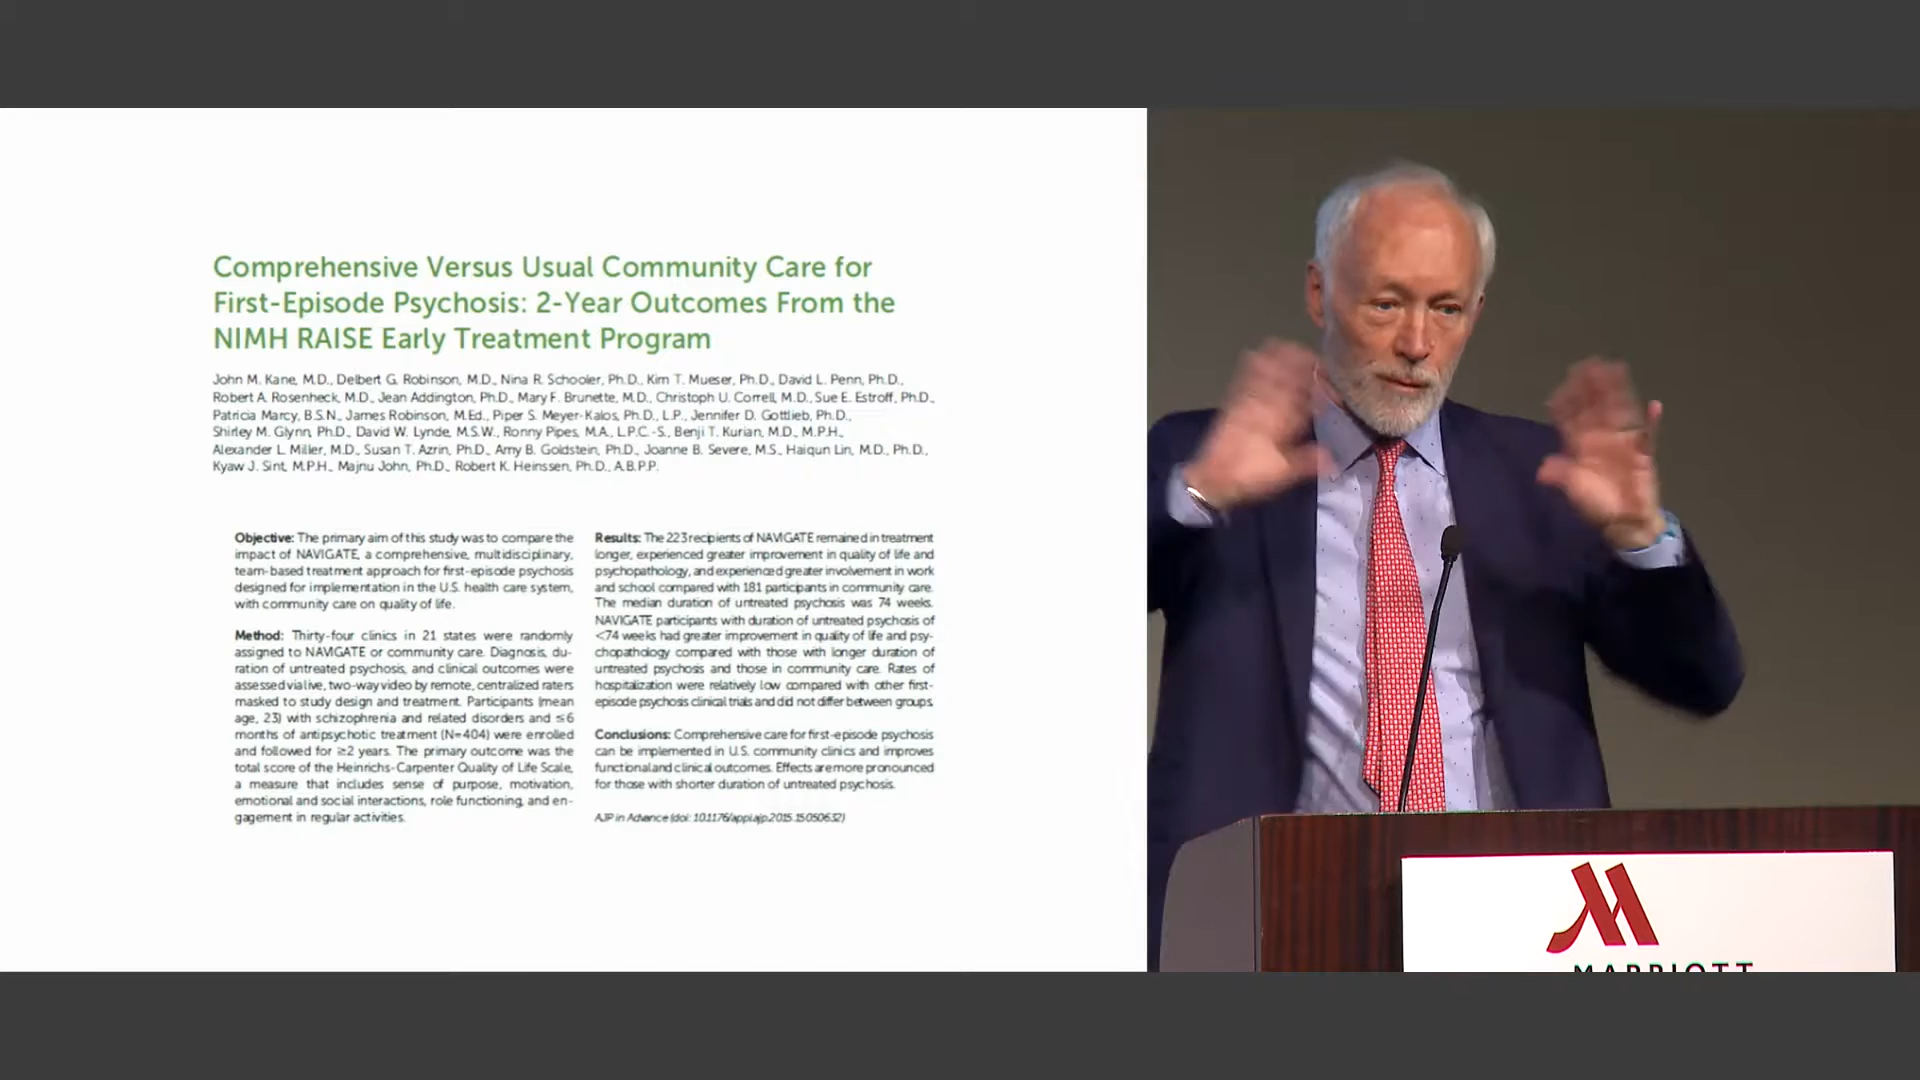 Comprehensive Versus Usual Community Care for
First-Episode Psychosis: 2-Year Outcomes From the
NIMH RAISE Early Treatment Program
John M. Kane, M.D., Delbert G. Robinson, M.D., Nina R. Schooler, Ph.D., Kim T. Mueser, Ph.D., David L. Penn, Ph.D.,
Robert A. Rosenheck, M.D., Jean Addington, Ph.D., Mary F. Brunette, M.D., Christoph U. Correll, M.D., Sue E. Estroff, Ph.D.,
Patricia Marcy, B.S.N., James Robinson, M.Ed., Piper S. Meyer-Kalos, Ph.D., L.P., Jennifer D. Gottlieb, Ph.D.,
Shirley M. Glynn, Ph.D., David W. Lynde, M.S.W., Ronny Pipes, M.A., L.P.C.-S., Benji T. Kurian, M.D., M.P.H.,
Alexander L. Miller, M.D., Susan T. Azrin, Ph.D., Amy B. Goldstein, Ph.D., Joanne B. Severe, M.S., Haiqun Lin, M.D., Ph.D.,
Kyaw J. Sint, M.P.H., Majnu John, Ph.D., Robert K. Heinssen, Ph.D., A.B.P.P.
Objective: The primary aim of this study was to compare the
impact of NAVIGATE, a comprehensive, multidisciplinary,
team-based treatment approach for first-episode psychosis
designed for implementation in the U.S. health care system,
with community care on quality of life.
Method: Thirty-four clinics in 21 states were randomly
assigned to NAVIGATE or community care. Diagnosis, du-
ration of untreated psychosis, and clinical outcomes were
assessed via live, two-way video by remote, centralized raters
masked to study design and treatment. Participants (mean
age, 23) with schizophrenia and related disorders and ≤6
months of antipsychotic treatment (N=404) were enrolled
and followed for ≥2 years. The primary outcome was the
total score of the Heinrichs-Carpenter Quality of Life Scale,
a measure that includes sense of purpose, motivation,
emotional and social interactions, role functioning, and en-
gagement in regular activities.
Results: The 223 recipients of NAVIGATE remained in treatment
longer, experienced greater improvement in quality of life and
psychopathology, and experienced greater involvement in work
and school compared with 181 participants in community care.
The median duration of untreated psychosis was 74 weeks.
NAVIGATE participants with duration of untreated psychosis of
<74 weeks had greater improvement in quality of life and psy-
chopathology compared with those with longer duration of
untreated psychosis and those in community care. Rates of
hospitalization were relatively low compared with other first-
episode psychosis clinical trials and did not differ between groups.
Conclusions: Comprehensive care for first-episode psychosis
can be implemented in U.S. community clinics and improves
functional and clinical outcomes. Effects are more pronounced
for those with shorter duration of untreated psychosis.
AJP in Advance (doi: 10.1176/appi.ajp.2015.15050632)
MARRIOTT